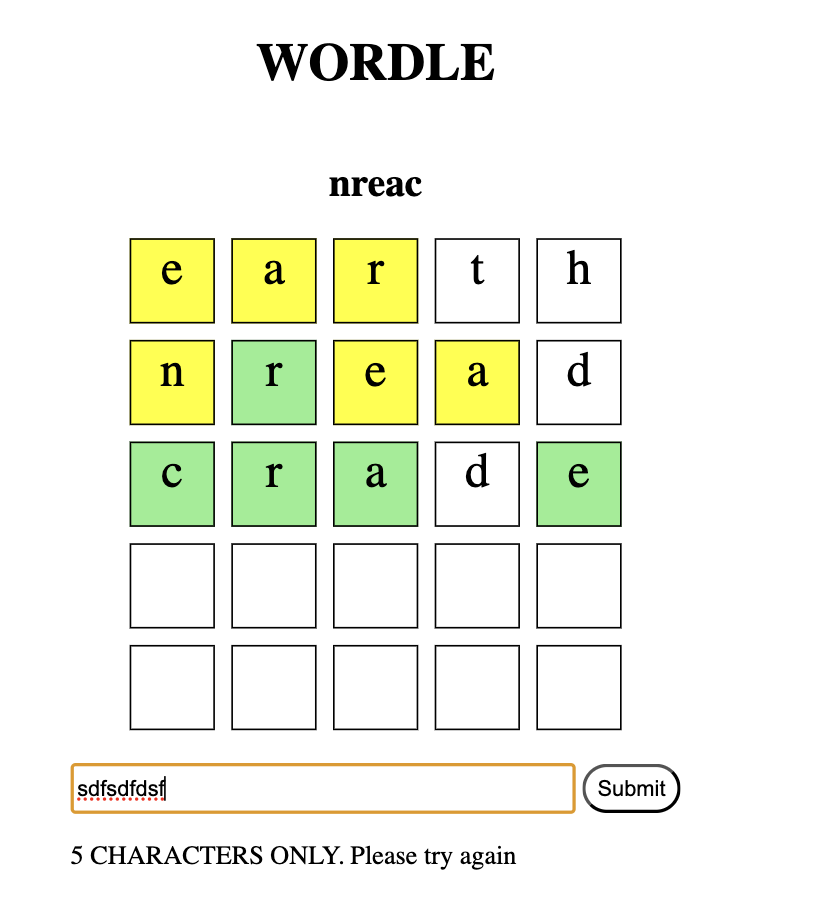 WORDLE
nreac
e a r t h
n r e a d
c r a d e
sdfsdfdsf Submit
5 CHARACTERS ONLY. Please try again